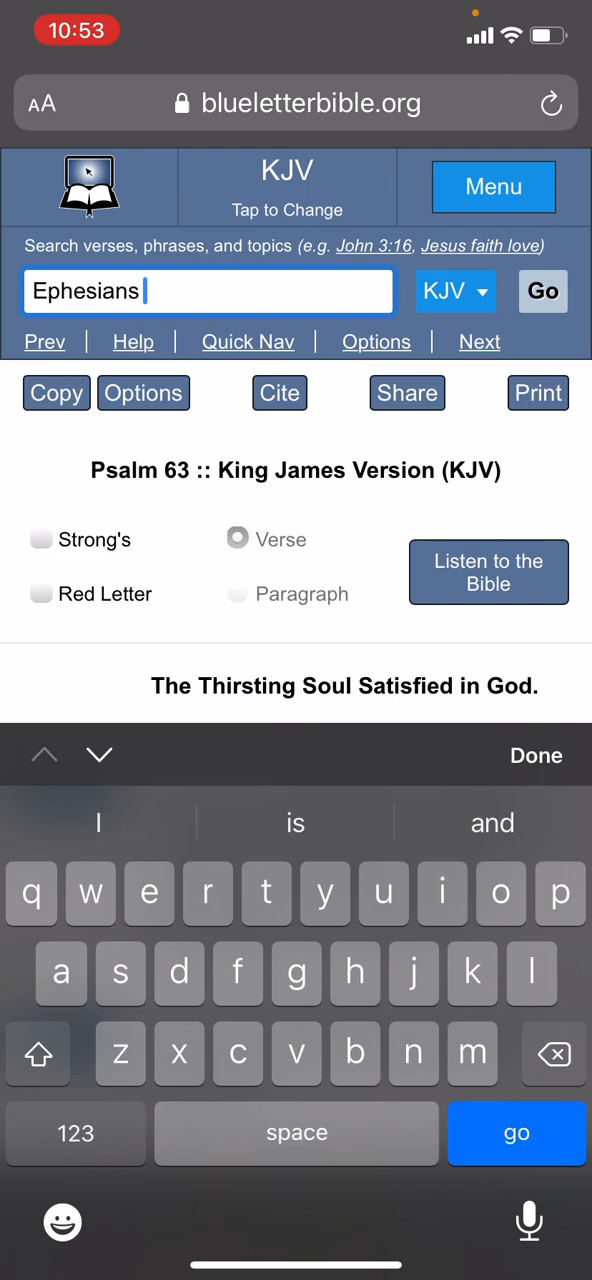 10:53
AA blueletterbible.org
KJV
Tap to Change
Menu
Search verses, phrases, and topics (e.g. John 3:16, Jesus faith love)
Ephesians KJV Go
Prev Help Quick Nav Options Next
Copy Options Cite Share Print
Psalm 63 :: King James Version (KJV)
Strong's Verse
Red Letter Paragraph
Listen to the
Bible
The Thirsting Soul Satisfied in God.
Done
I is and
q w e r t y u i o p
a s d f g h j k l
z x c v b n m
123 space go